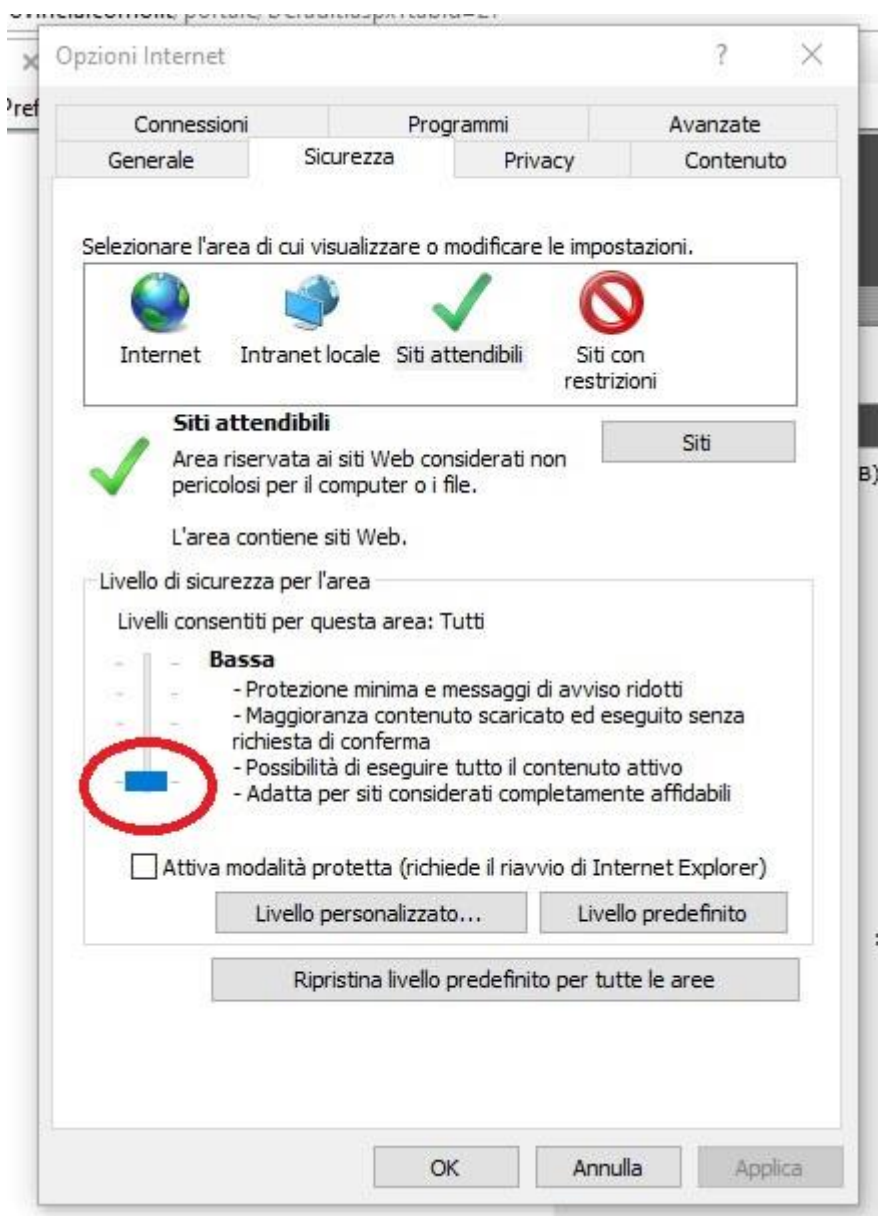 Opzioni Internet
?
Pref
Connessioni Programmi Avanzate
Generale Sicurezza Privacy Contenuto
Selezionare l'area di cui visualizzare o modificare le impostazioni.
Internet Intranet locale Siti attendibili Siti con
restrizioni
Siti attendibili
Siti
Area riservata ai siti Web considerati non
pericolosi per il computer o i file.
B)
L'area contiene siti Web.
Livello di sicurezza per l'area
Livelli consentiti per questa area: Tutti
Bassa
- Protezione minima e messaggi di avviso ridotti
- Maggioranza contenuto scaricato ed eseguito senza
richiesta di conferma
- Possibilità di eseguire tutto il contenuto attivo
- Adatta per siti considerati completamente affidabili
Attiva modalità protetta (richiede il riavvio di Internet Explorer)
Livello personalizzato... Livello predefinito
Ripristina livello predefinito per tutte le aree
OK Annulla Applica